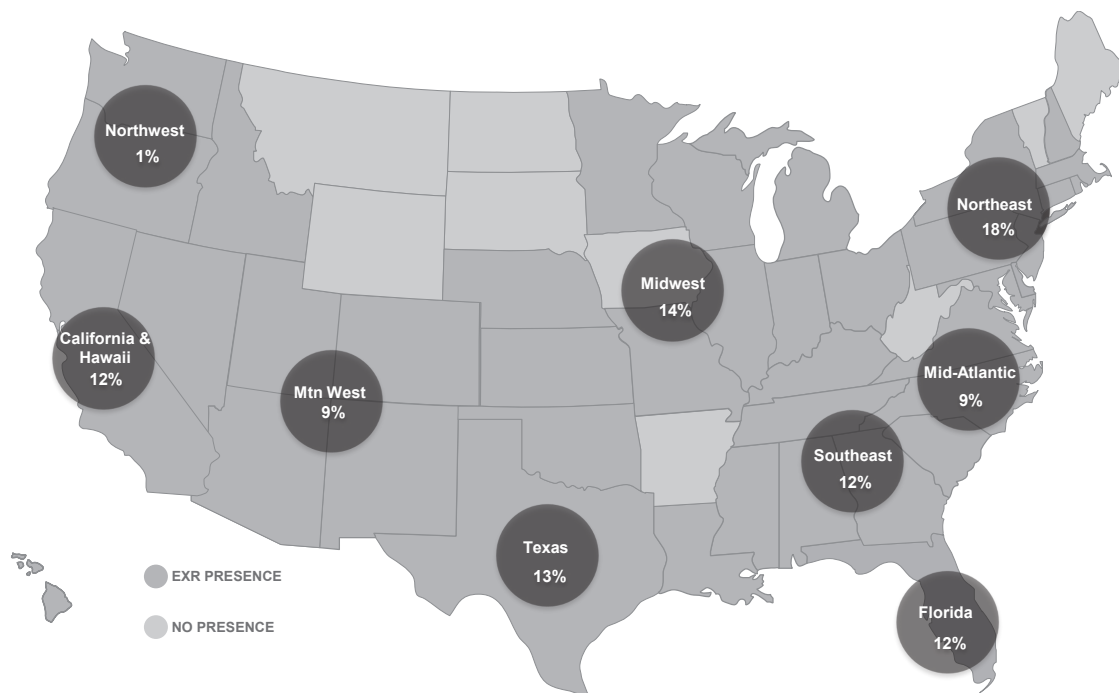 Northwest
1%
Northeast
18%
Midwest
14%
California &
Hawaii
12%
Mtn West
9%
Mid-Atlantic
9%
Southeast
12%
Texas
13%
Florida
12%
EXR PRESENCE
NO PRESENCE